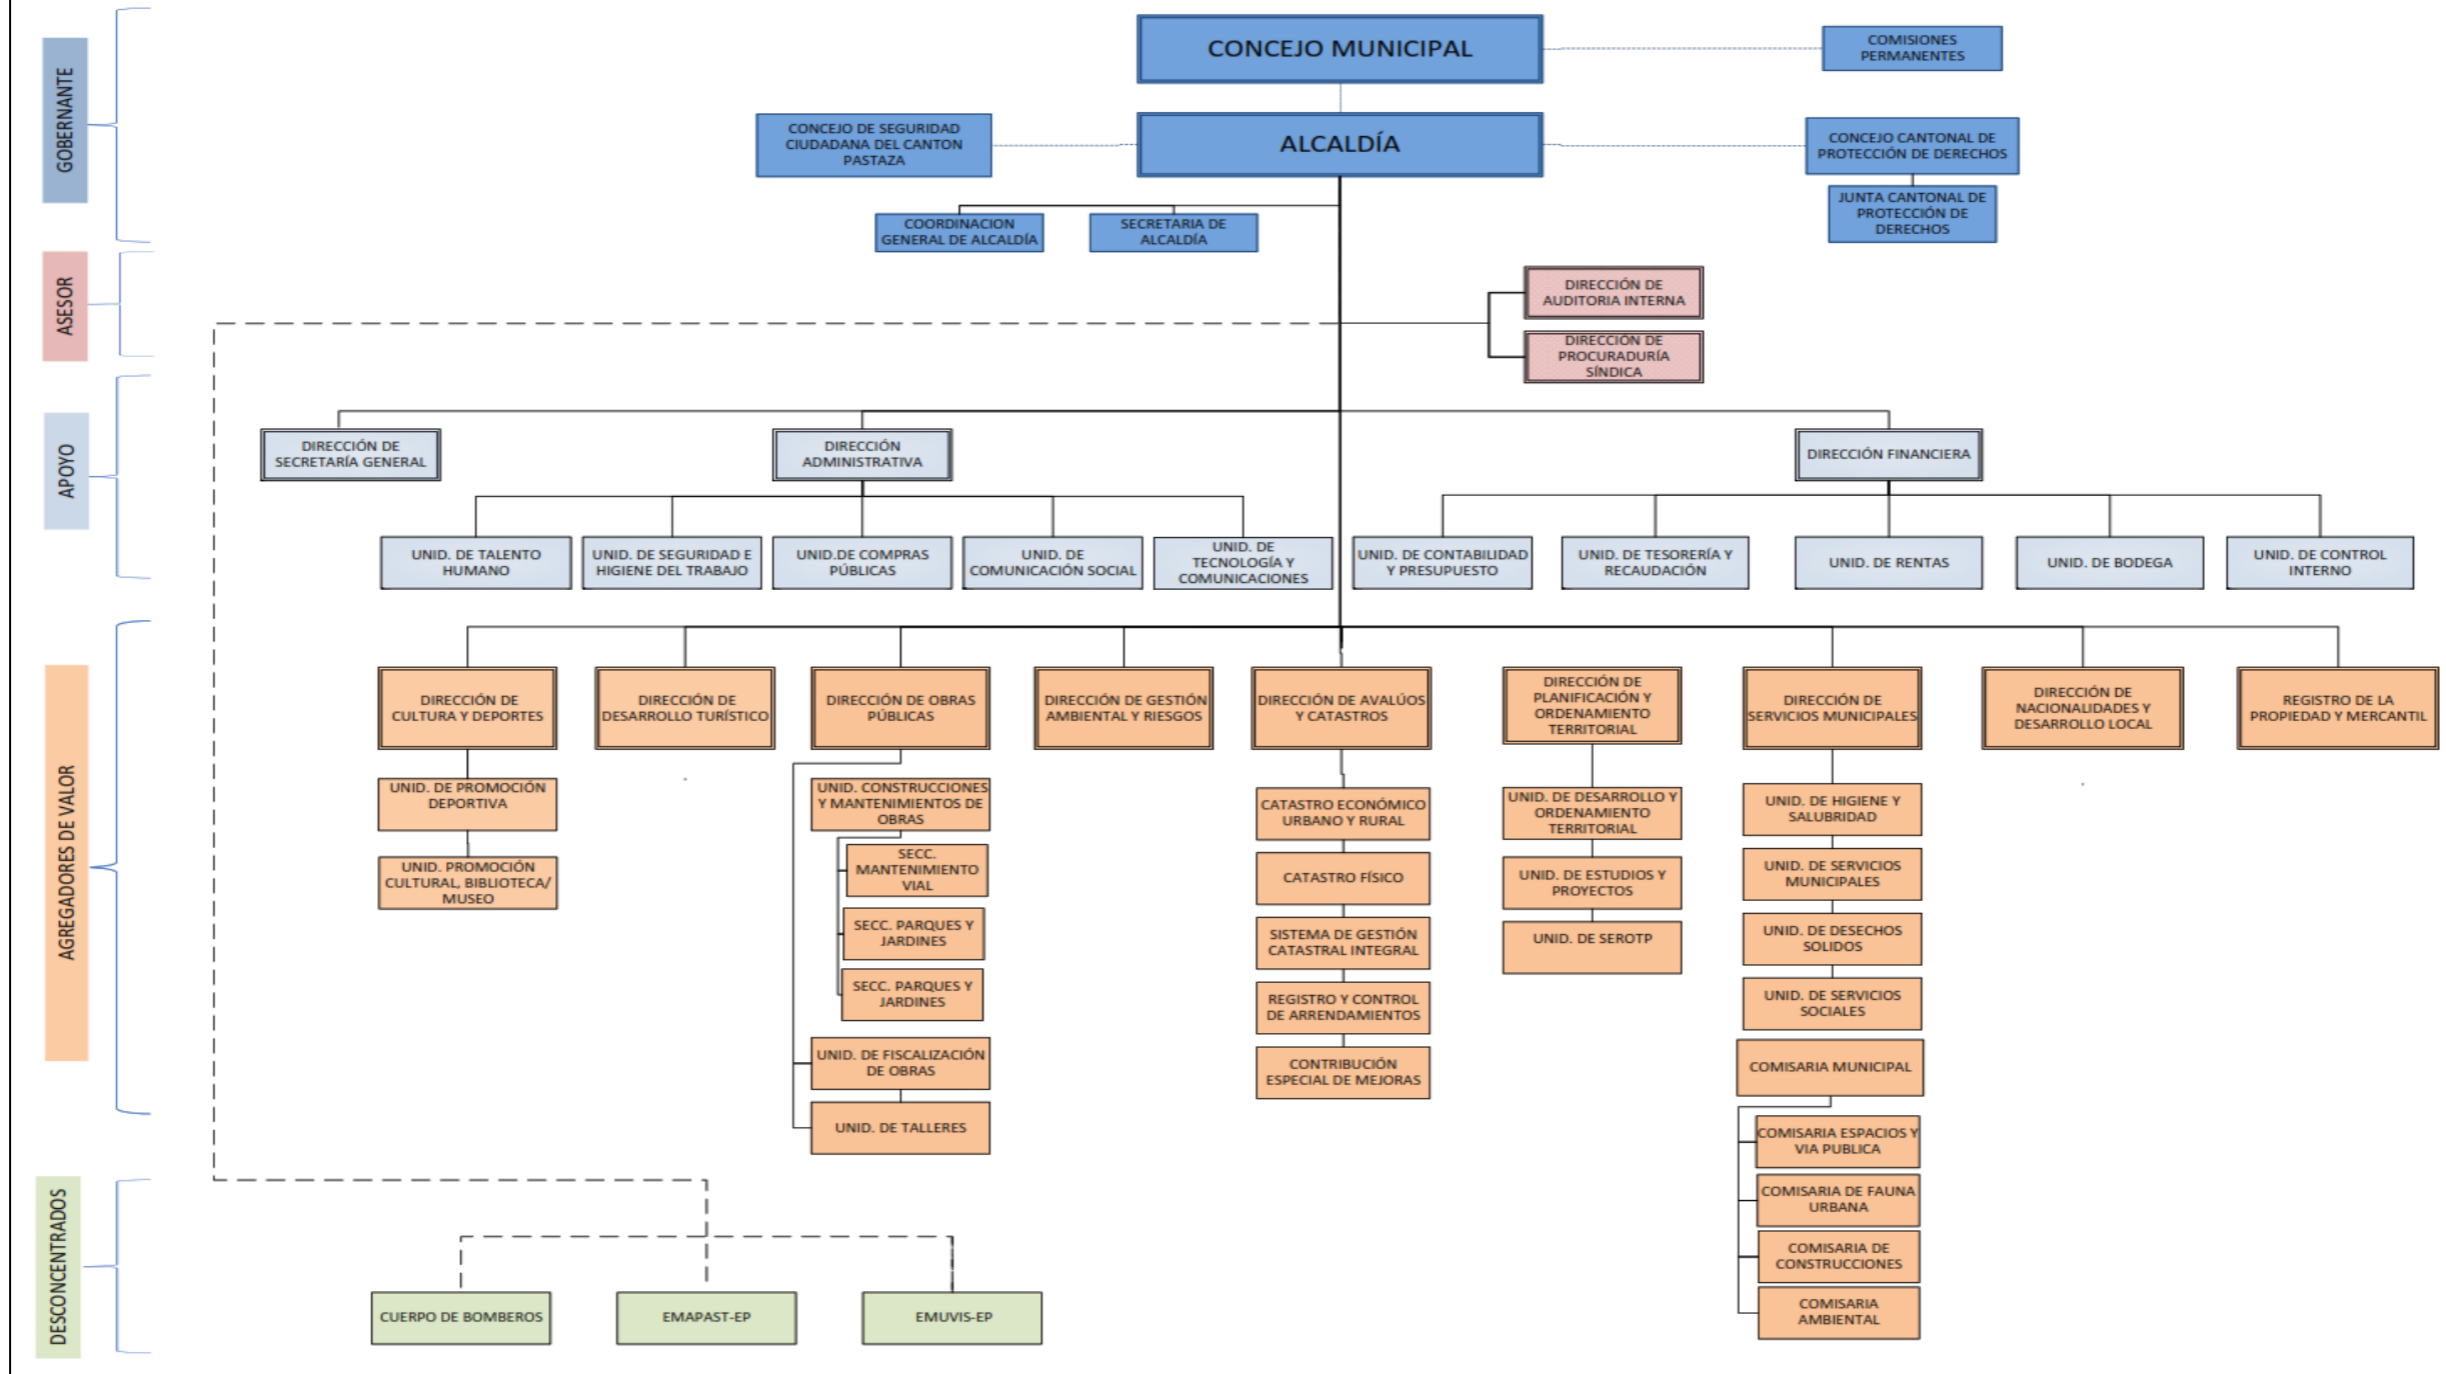 GOBERNANTE
CONCEJO MUNICIPAL
COMISIONES
PERMANENTES
ALCALDÍA
CONCEJO DE SEGURIDAD
CIUDADANA DEL CANTON
PASTAZA
CONCEJO CANTONAL DE
PROTECCIÓN DE DERECHOS
JUNTA CANTONAL DE
PROTECCIÓN DE
DERECHOS
COORDINACION
GENERAL DE ALCALDÍA
SECRETARIA DE
ALCALDÍA
ASESOR
DIRECCIÓN DE
AUDITORIA INTERNA
DIRECCIÓN DE
PROCURADURÍA
SÍNDICA
APOYO
DIRECCIÓN DE
SECRETARÍA GENERAL
DIRECCIÓN
ADMINISTRATIVA
DIRECCIÓN FINANCIERA
UNID. DE TALENTO
HUMANO
UNID. DE SEGURIDAD E
HIGIENE DEL TRABAJO
UNID.DE COMPRAS
PÚBLICAS
UNID. DE
COMUNICACIÓN SOCIAL
UNID. DE
TECNOLOGÍA Y
COMUNICACIONES
UNID. DE CONTABILIDAD
Y PRESUPUESTO
UNID. DE TESORERÍA Y
RECAUDACIÓN
UNID. DE RENTAS
UNID. DE BODEGA
UNID. DE CONTROL
INTERNO
AGREGADORES DE VALOR
DIRECCIÓN DE
CULTURA Y DEPORTES
UNID. DE PROMOCIÓN
DEPORTIVA
UNID. PROMOCIÓN
CULTURAL, BIBLIOTECA/
MUSEO
DIRECCIÓN DE
DESARROLLO TURÍSTICO
DIRECCIÓN DE OBRAS
PÚBLICAS
UNID. CONSTRUCCIONES
Y MANTENIMIENTOS DE
OBRAS
SECC.
MANTENIMIENTO
VIAL
SECC. PARQUES Y
JARDINES
SECC. PARQUES Y
JARDINES
UNID. DE FISCALIZACIÓN
DE OBRAS
UNID. DE TALLERES
DIRECCIÓN DE GESTIÓN
AMBIENTAL Y RIESGOS
DIRECCIÓN DE AVALÚOS
Y CATASTROS
CATASTRO ECONÓMICO
URBANO Y RURAL
CATASTRO FÍSICO
SISTEMA DE GESTIÓN
CATASTRAL INTEGRAL
REGISTRO Y CONTROL
DE ARRENDAMIENTOS
CONTRIBUCIÓN
ESPECIAL DE MEJORAS
DIRECCIÓN DE
PLANIFICACIÓN Y
ORDENAMIENTO
TERRITORIAL
UNID. DE DESARROLLO Y
ORDENAMIENTO
TERRITORIAL
UNID. DE ESTUDIOS Y
PROYECTOS
UNID. DE SEROTP
DIRECCIÓN DE
SERVICIOS MUNICIPALES
UNID. DE HIGIENE Y
SALUBRIDAD
UNID. DE SERVICIOS
MUNICIPALES
UNID. DE DESECHOS
SOLIDOS
UNID. DE SERVICIOS
SOCIALES
COMISARIA MUNICIPAL
COMISARIA ESPACIOS Y
VIA PUBLICA
COMISARIA DE FAUNA
URBANA
COMISARIA DE
CONSTRUCCIONES
COMISARIA
AMBIENTAL
DIRECCIÓN DE
NACIONALIDADES Y
DESARROLLO LOCAL
REGISTRO DE LA
PROPIEDAD Y MERCANTIL
DESCONCENTRADOS
CUERPO DE BOMBEROS
EMAPAST-EP
EMUVIS-EP